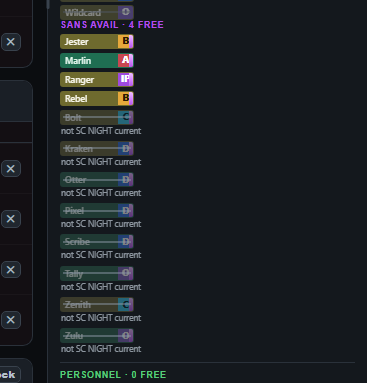 Wildcard O
SANS AVAIL · 4 FREE
Jester B
Marlin A
Ranger IP
Rebel B
Bolt C
not SC NIGHT current
Kraken D
not SC NIGHT current
Otter D
not SC NIGHT current
Pixel D
not SC NIGHT current
Scribe D
not SC NIGHT current
Tally O
not SC NIGHT current
Zenith C
not SC NIGHT current
Zulu O
not SC NIGHT current
ock
PERSONNEL · 0 FREE